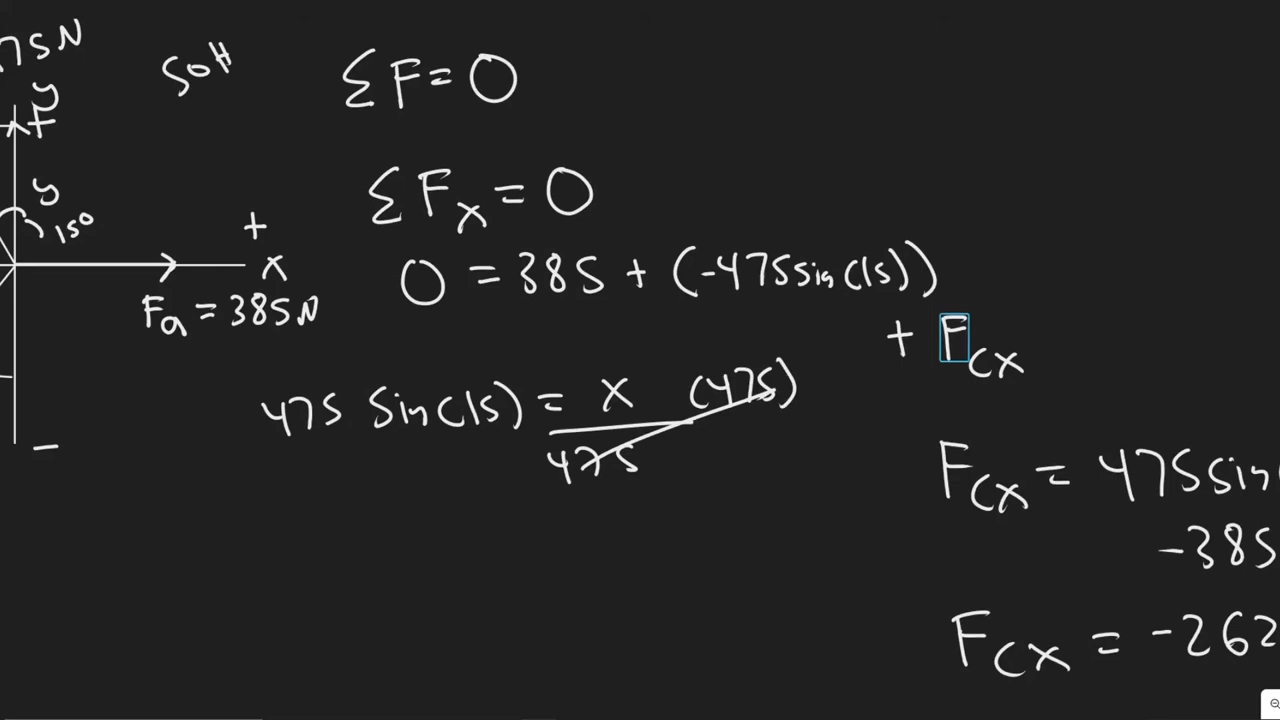 75N
y
F
y
150
+
x
Fa = 385N
-
SOH
ΣF=0
ΣFx = 0
0 = 385 + (-475sin(15))
+ Fcx
475 sin(15) = x (475)
475
Fcx = 475sin(
-385
Fcx = -262